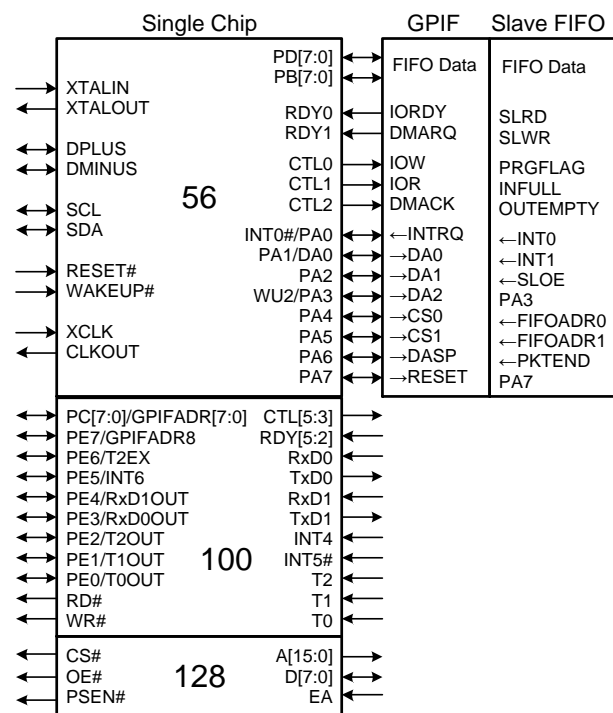 Single Chip GPIF Slave FIFO
PD[7:0] FIFO Data FIFO Data
PB[7:0]
XTALIN
XTALOUT RDY0 IORDY SLRD
RDY1 DMARQ SLWR
DPLUS
DMINUS CTL0 IOW PRGFLAG
56 CTL1 IOR INFULL
SCL CTL2 DMACK OUTEMPTY
SDA INT0#/PA0 ←INTRQ ←INT0
PA1/DA0 →DA0 ←INT1
RESET# PA2 →DA1 ←SLOE
WAKEUP# WU2/PA3 →DA2 PA3
PA4 →CS0 ←FIFOADR0
XCLK PA5 →CS1 ←FIFOADR1
CLKOUT PA6 →DASP ←PKTEND
PA7 →RESET PA7
PC[7:0]/GPIFADR[7:0] CTL[5:3]
PE7/GPIFADR8 RDY[5:2]
PE6/T2EX RxD0
PE5/INT6 TxD0
PE4/RxD1OUT RxD1
PE3/RxD0OUT TxD1
PE2/T2OUT INT4
PE1/T1OUT 100 INT5#
PE0/T0OUT T2
RD# T1
WR# T0
CS# A[15:0]
OE# 128 D[7:0]
PSEN# EA